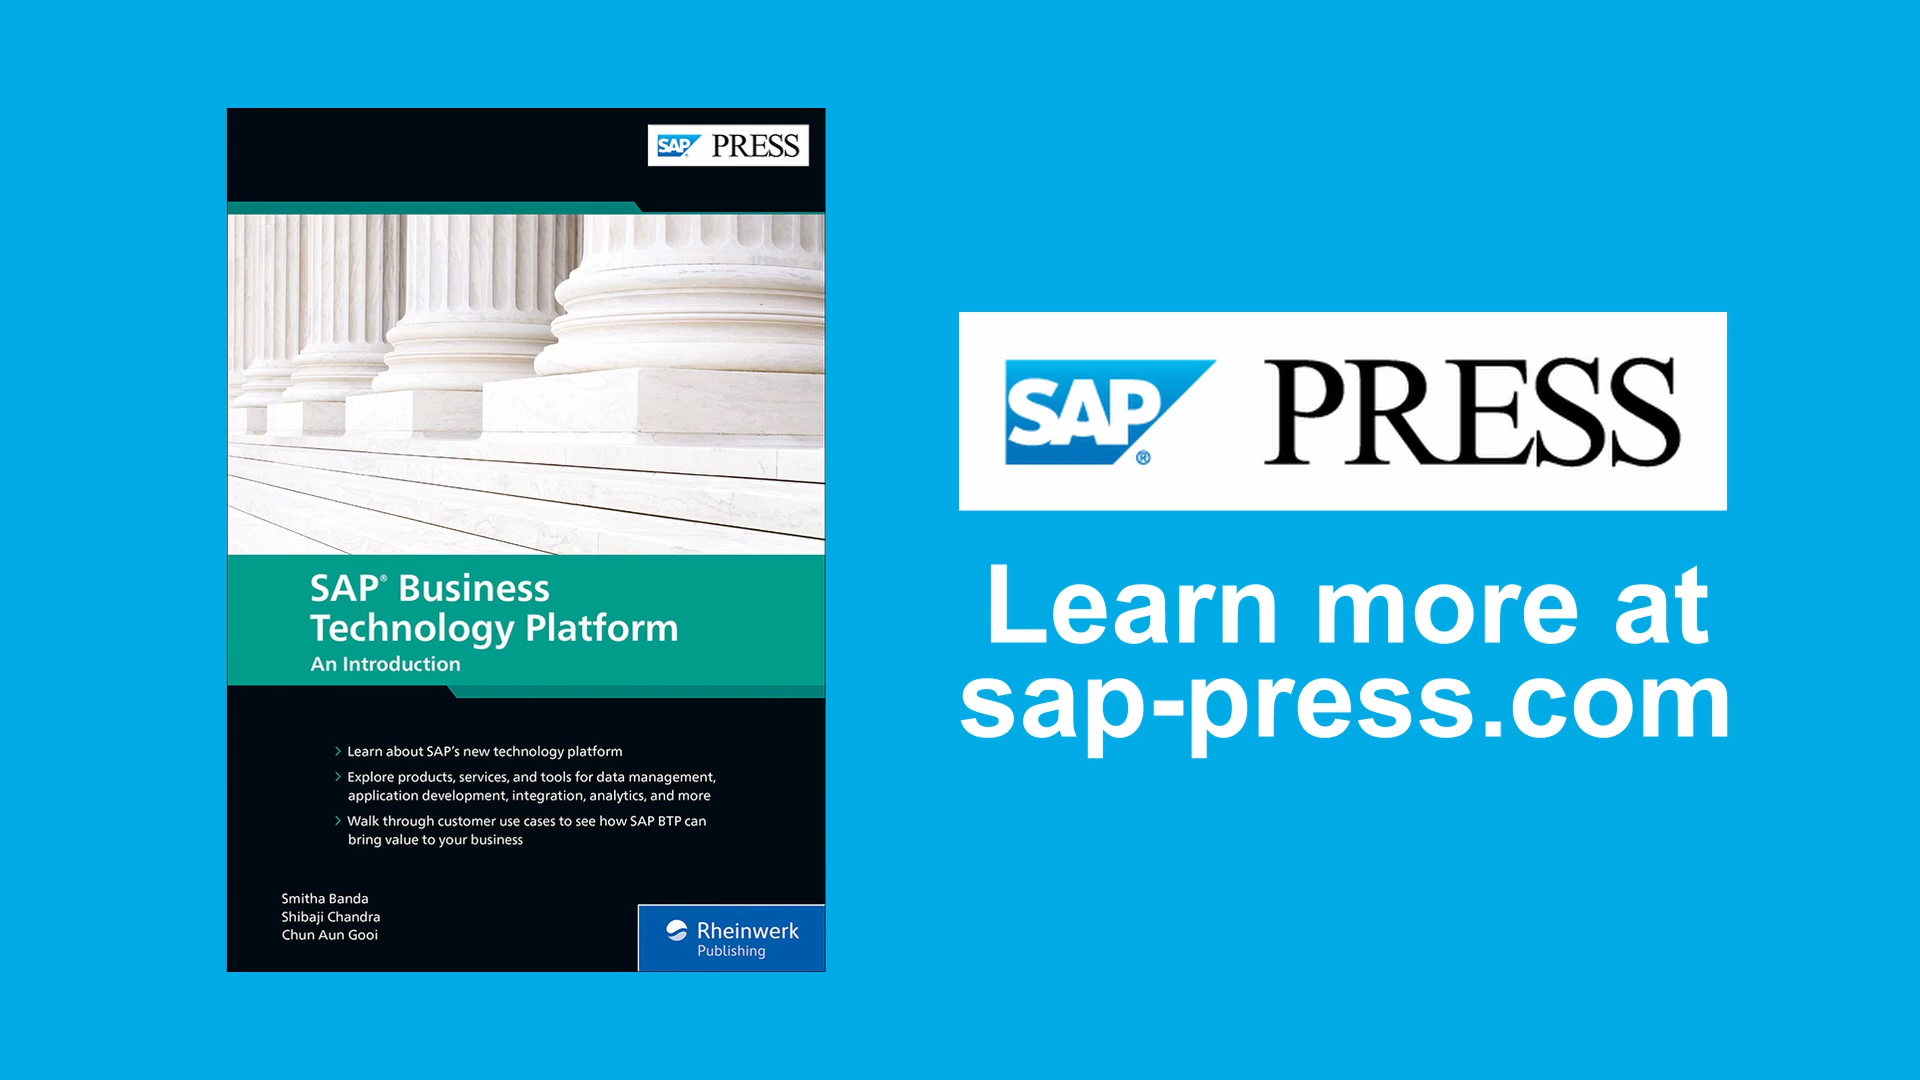 SAP PRESS
SAP® Business
Technology Platform
An Introduction
> Learn about SAP's new technology platform
> Explore products, services, and tools for data management,
application development, integration, analytics, and more
> Walk through customer use cases to see how SAP BTP can
bring value to your business
Smitha Banda
Shibaji Chandra
Chun Aun Gooi
Rheinwerk
Publishing
SAP® PRESS
Learn more at
sap-press.com